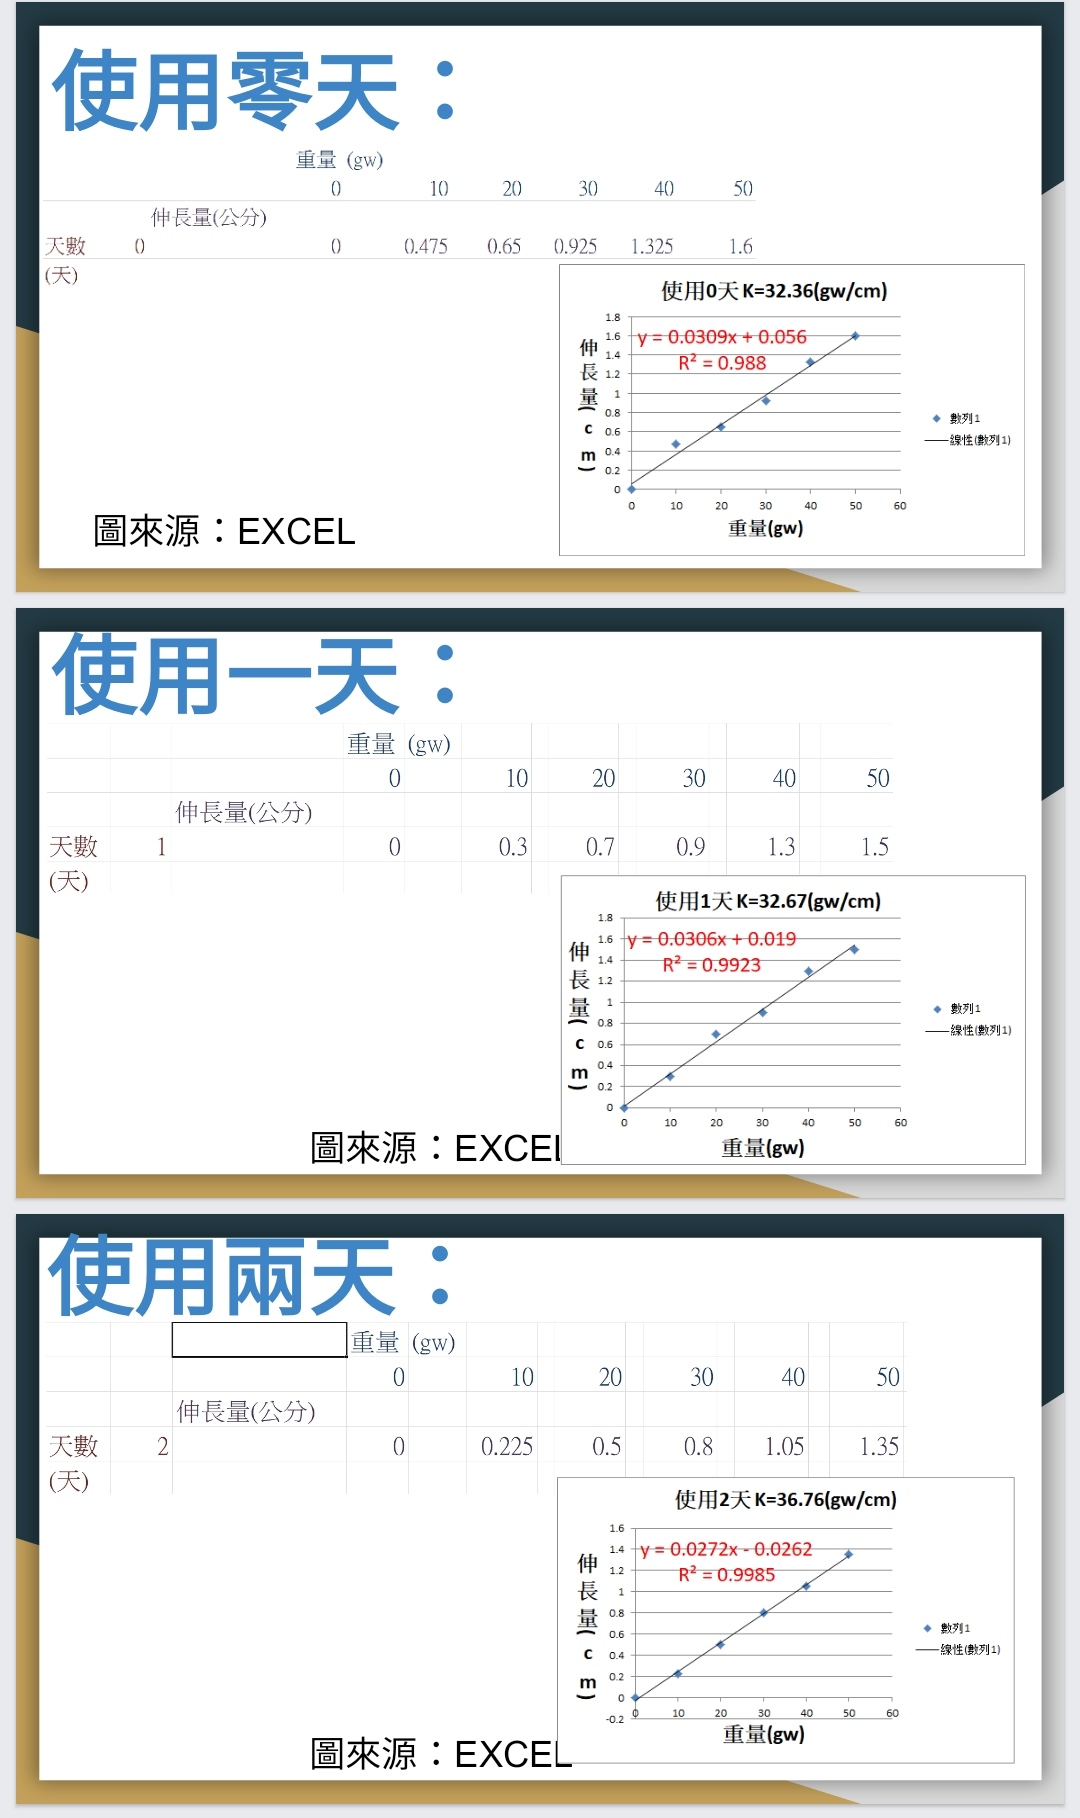 使用零天：
重量 (gw)
0 10 20 30 40 50
伸長量(公分)
天數 0 0 0.475 0.65 0.925 1.325 1.6
(天)
使用0天 K=32.36(gw/cm)
y = 0.0309x + 0.056
R² = 0.988
伸長量(cm)
1.8
1.6
1.4
1.2
1
0.8
0.6
0.4
0.2
0
0 10 20 30 40 50 60
重量(gw)
數列1
線性(數列1)
圖來源：EXCEL
使用一天：
重量 (gw)
0 10 20 30 40 50
伸長量(公分)
天數 1 0 0.3 0.7 0.9 1.3 1.5
(天)
使用1天 K=32.67(gw/cm)
y = 0.0306x + 0.019
R² = 0.9923
伸長量(cm)
1.8
1.6
1.4
1.2
1
0.8
0.6
0.4
0.2
0
0 10 20 30 40 50 60
重量(gw)
數列1
線性(數列1)
圖來源：EXCEL
使用兩天：
重量 (gw)
0 10 20 30 40 50
伸長量(公分)
天數 2 0 0.225 0.5 0.8 1.05 1.35
(天)
使用2天 K=36.76(gw/cm)
y = 0.0272x - 0.0262
R² = 0.9985
伸長量(cm)
1.6
1.4
1.2
1
0.8
0.6
0.4
0.2
0
-0.2
0 10 20 30 40 50 60
重量(gw)
數列1
線性(數列1)
圖來源：EXCEL